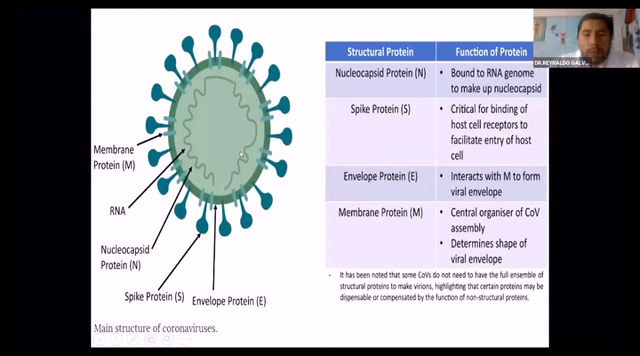 Membrane
Protein (M)
RNA
Nucleocapsid
Protein (N)
Spike Protein (S)
Envelope Protein (E)
Main structure of coronaviruses.
Structural Protein
Function of Protein
Nucleocapsid Protein (N)
• Bound to RNA genome
to make up nucleocapsid
Spike Protein (S)
• Critical for binding of
host cell receptors to
facilitate entry of host
cell
Envelope Protein (E)
• Interacts with M to form
viral envelope
Membrane Protein (M)
• Central organiser of CoV
assembly
• Determines shape of
viral envelope
- It has been noted that some CoVs do not need to have the full ensemble of
structural proteins to make virions, highlighting that certain proteins may be
dispensable or compensated by the function of non-structural proteins.
DR.REYNALDO GALV